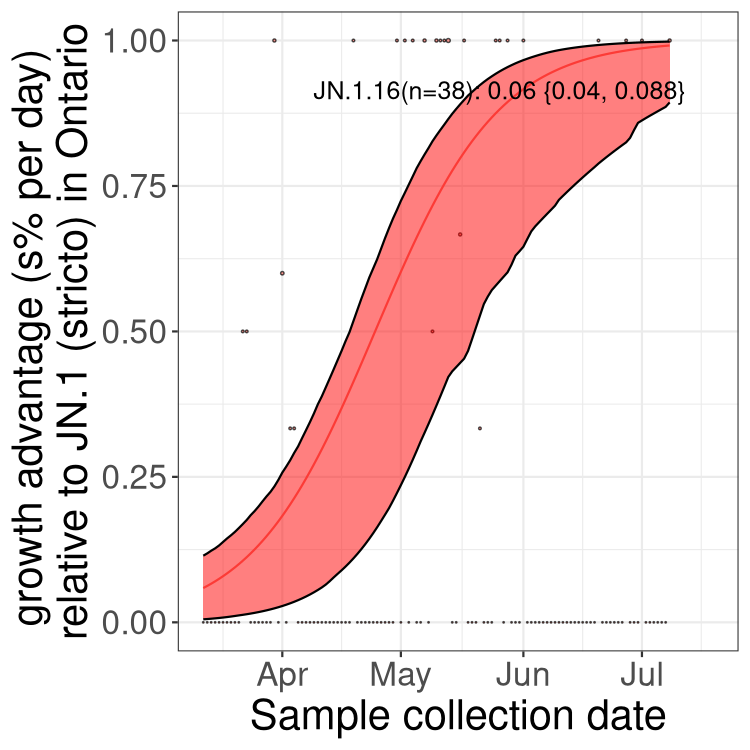 growth advantage (s% per day)
relative to JN.1 (stricto) in Ontario
1.00
0.75
0.50
0.25
0.00
JN.1.16(n=38): 0.06 {0.04, 0.088}
Apr May Jun Jul
Sample collection date